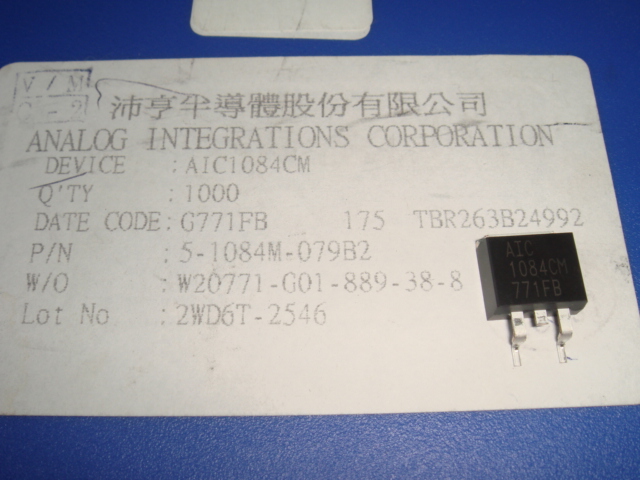 V / M
沛亨半導體股份有限公司
ANALOG INTEGRATIONS CORPORATION
DEVICE : AIC1084CM
Q'TY : 1000
DATE CODE: G771FB 175 TBR263B24992
P/N : 5-1084M-079B2
W/O : W20771-G01-889-38-8
Lot No : 2WD6T-2546
AIC
1084CM
771FB